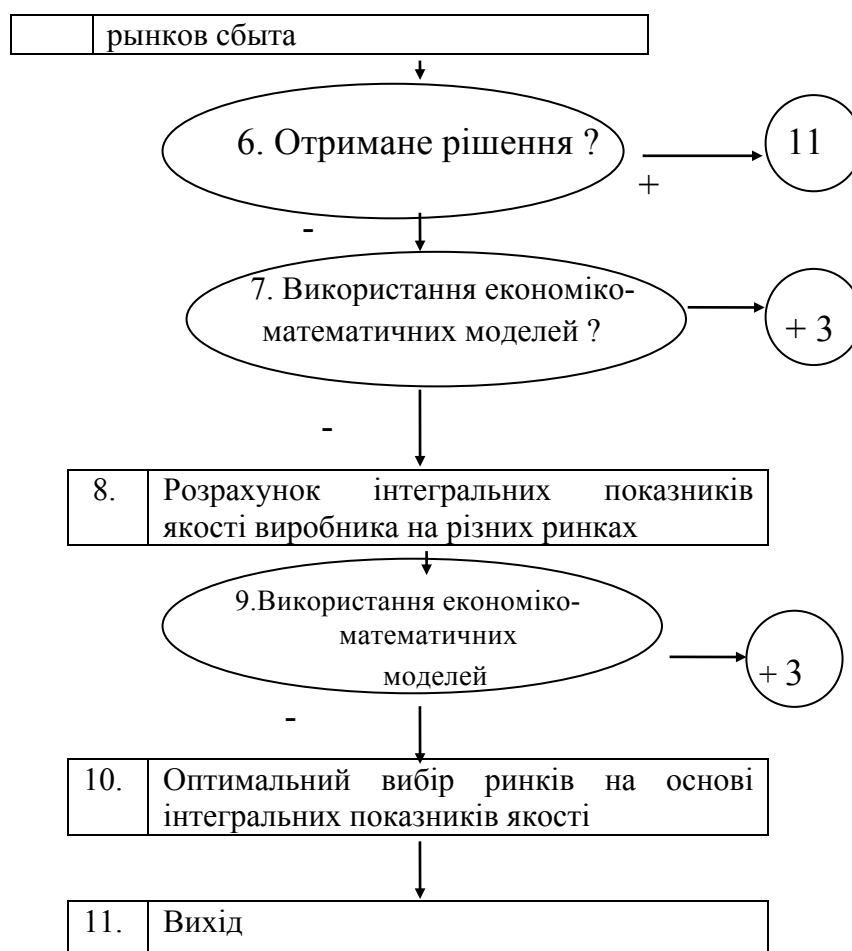 рынков сбыта
6. Отримане рішення ?
11
+
-
7. Використання економіко-
математичних моделей ?
+ 3
-
8. Розрахунок інтегральних показників
якості виробника на різних ринках
9.Використання економіко-
математичних
моделей
+ 3
-
10. Оптимальний вибір ринків на основі
інтегральних показників якості
11. Вихід